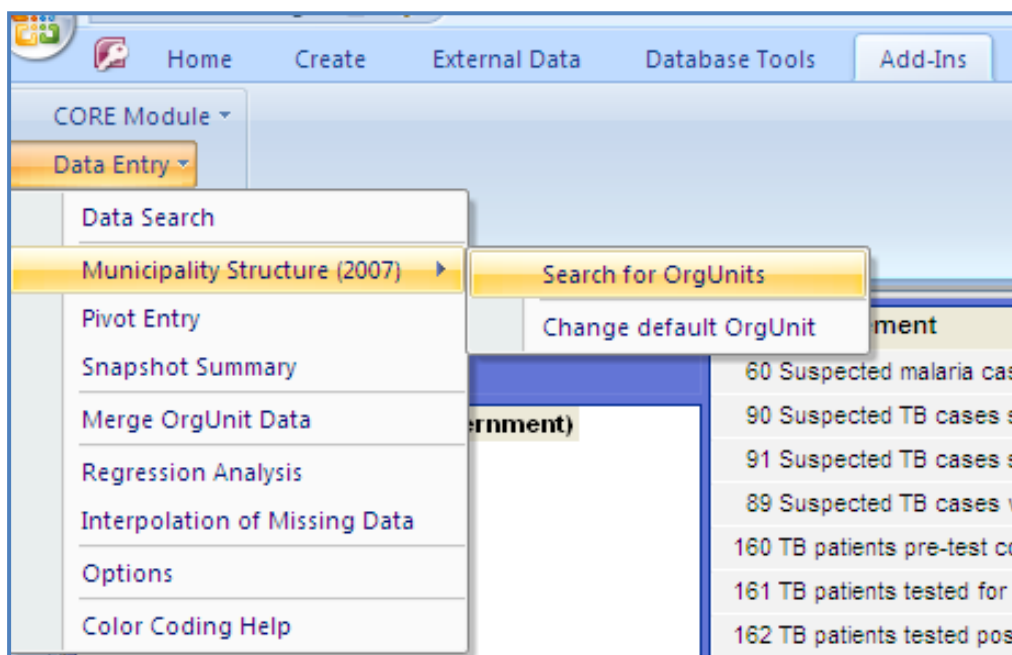 Home Create External Data Database Tools Add-Ins
CORE Module
Data Entry
Data Search
Municipality Structure (2007)
Pivot Entry
Snapshot Summary
Merge OrgUnit Data
Regression Analysis
Interpolation of Missing Data
Options
Color Coding Help
Search for OrgUnits
Change default OrgUnit
ernment)
ement
60 Suspected malaria cas
90 Suspected TB cases s
91 Suspected TB cases s
89 Suspected TB cases
160 TB patients pre-test co
161 TB patients tested for
162 TB patients tested pos